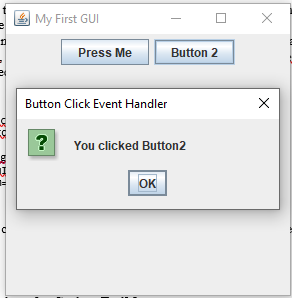 My First GUI
Press Me
Button 2
Button Click Event Handler
?
You clicked Button2
OK